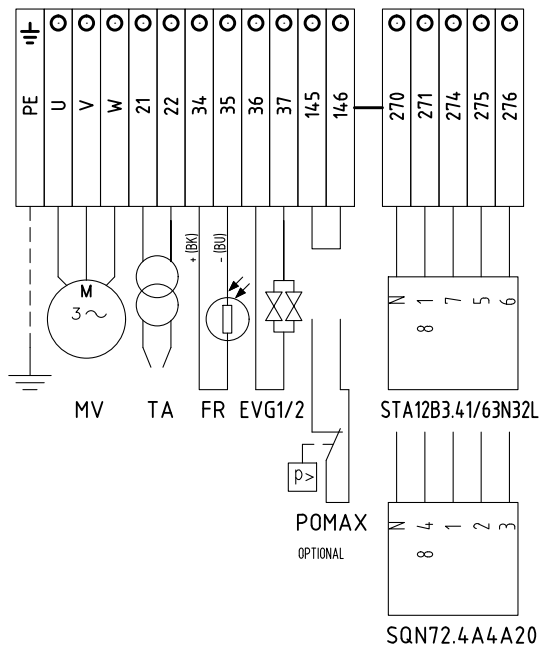 PE U V W 21 22 34 35 36 37 145 146 270 271 274 275 276
+ (BK) - (BU)
M
3~
N 1 7 5 6
8
MV TA FR EVG1/2 STA12B3.41/63N32L
p>
N 4 1 2 3
8
POMAX
OPTIONAL
SQN72.4A4A20